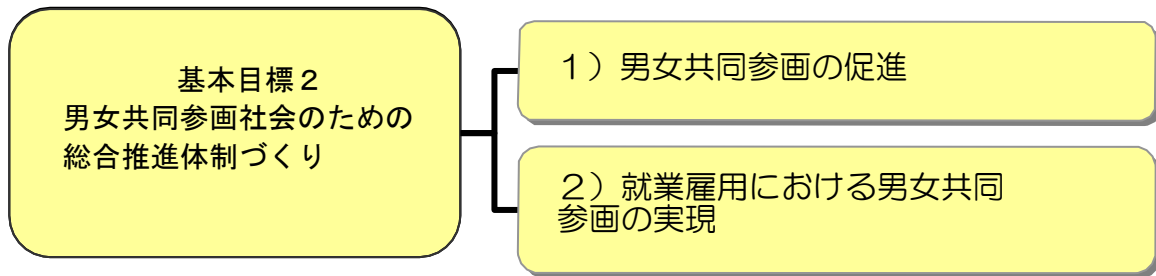 基本目標２
男女共同参画社会のための
総合推進体制づくり
１）男女共同参画の促進
２）就業雇用における男女共同
参画の実現